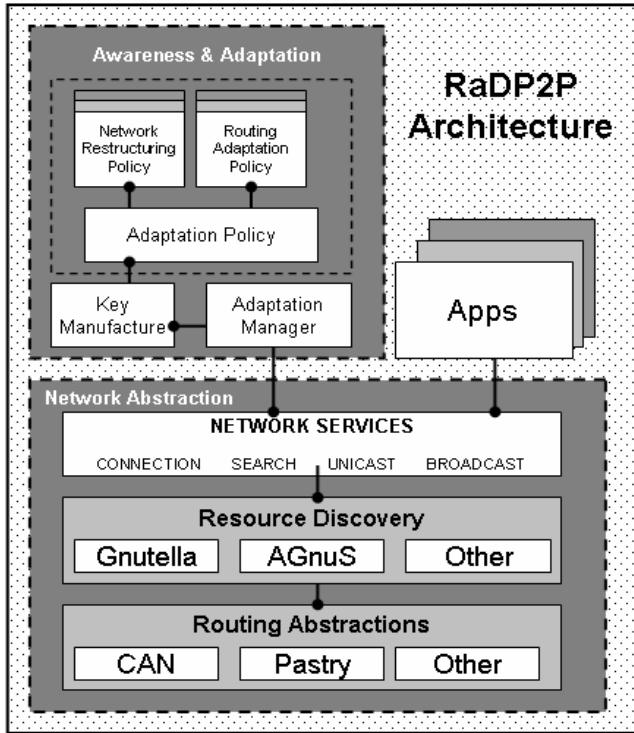 Awareness & Adaptation
RaDP2P
Architecture
Network
Restructuring
Policy
Routing
Adaptation
Policy
Adaptation Policy
Key
Manufacture
Adaptation
Manager
Apps
Network Abstraction
NETWORK SERVICES
CONNECTION SEARCH UNICAST BROADCAST
Resource Discovery
Gnutella AGnuS Other
Routing Abstractions
CAN Pastry Other